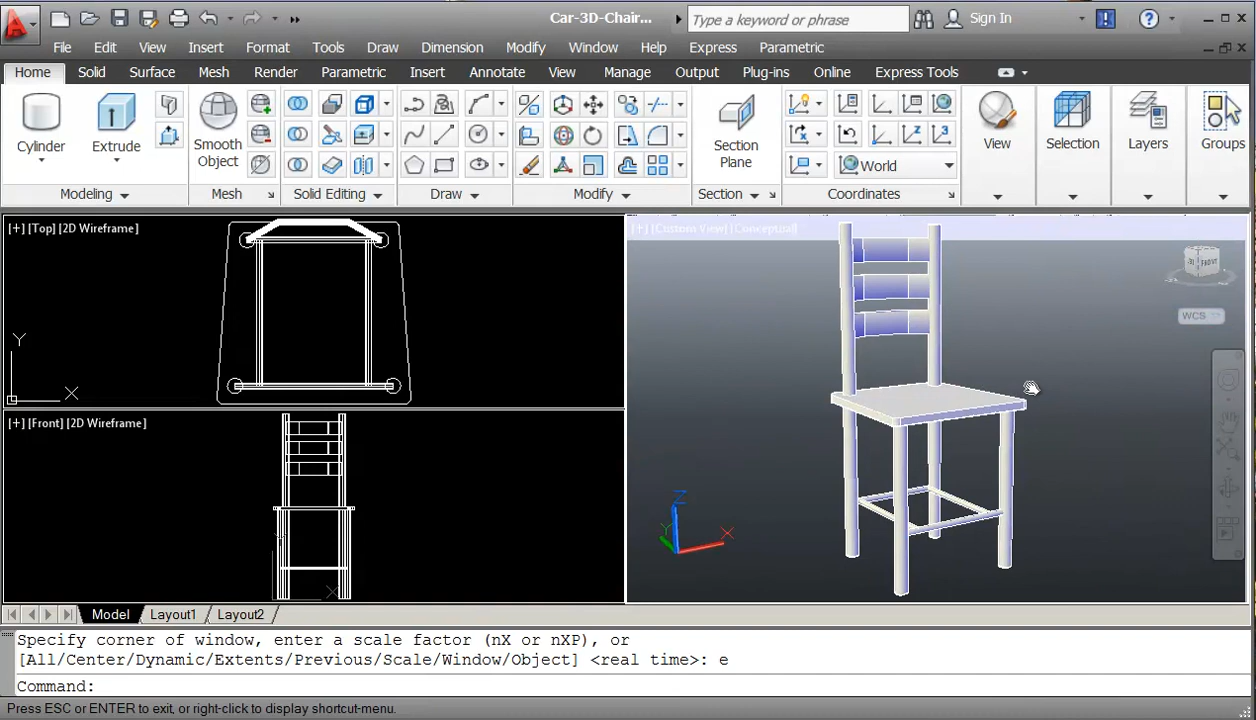 Car-3D-Chair...
Type a keyword or phrase
Sign In
File Edit View Insert Format Tools Draw Dimension Modify Window Help Express Parametric
Home Solid Surface Mesh Render Parametric Insert Annotate View Manage Output Plug-ins Online Express Tools
Cylinder
Extrude
Smooth
Object
Section
Plane
World
View
Selection
Layers
Groups
Modeling
Mesh
Solid Editing
Draw
Modify
Section
Coordinates
[+] [Top] [2D Wireframe]
[+] [Custom View] [Conceptual]
FRONT
WCS
Y
X
Z
Y
X
[+] [Front] [2D Wireframe]
X
Model Layout1 Layout2
Specify corner of window, enter a scale factor (nX or nXP), or
[All/Center/Dynamic/Extents/Previous/Scale/Window/Object] <real time>: e
Command:
Press ESC or ENTER to exit, or right-click to display shortcut-menu.